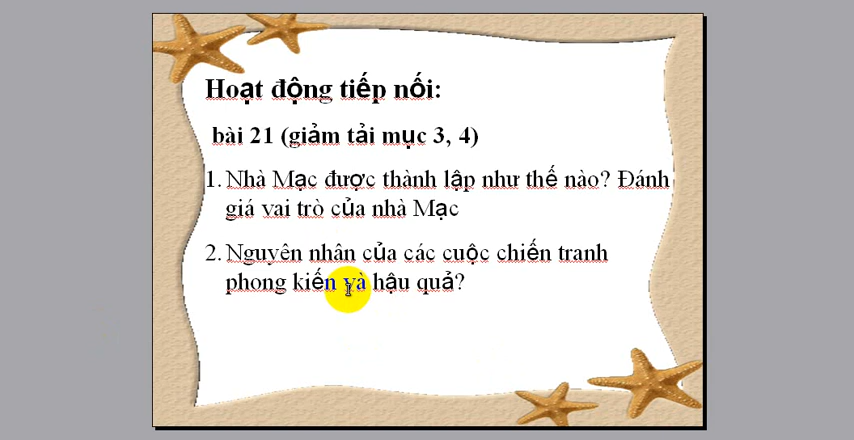 Hoạt động tiếp nối:
bài 21 (giảm tải mục 3, 4)
1. Nhà Mạc được thành lập như thế nào? Đánh
giá vai trò của nhà Mạc
2. Nguyên nhân của các cuộc chiến tranh
phong kiến và hậu quả?